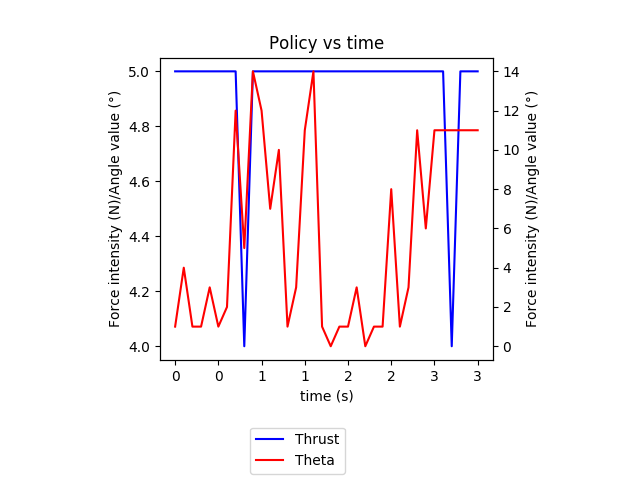 Policy vs time
Force intensity (N)/Angle value (°)
5.0
4.8
4.6
4.4
4.2
4.0
14
12
10
8
6
4
2
0
Force intensity (N)/Angle value (°)
0 0 1 1 2 2 3 3
time (s)
Thrust
Theta